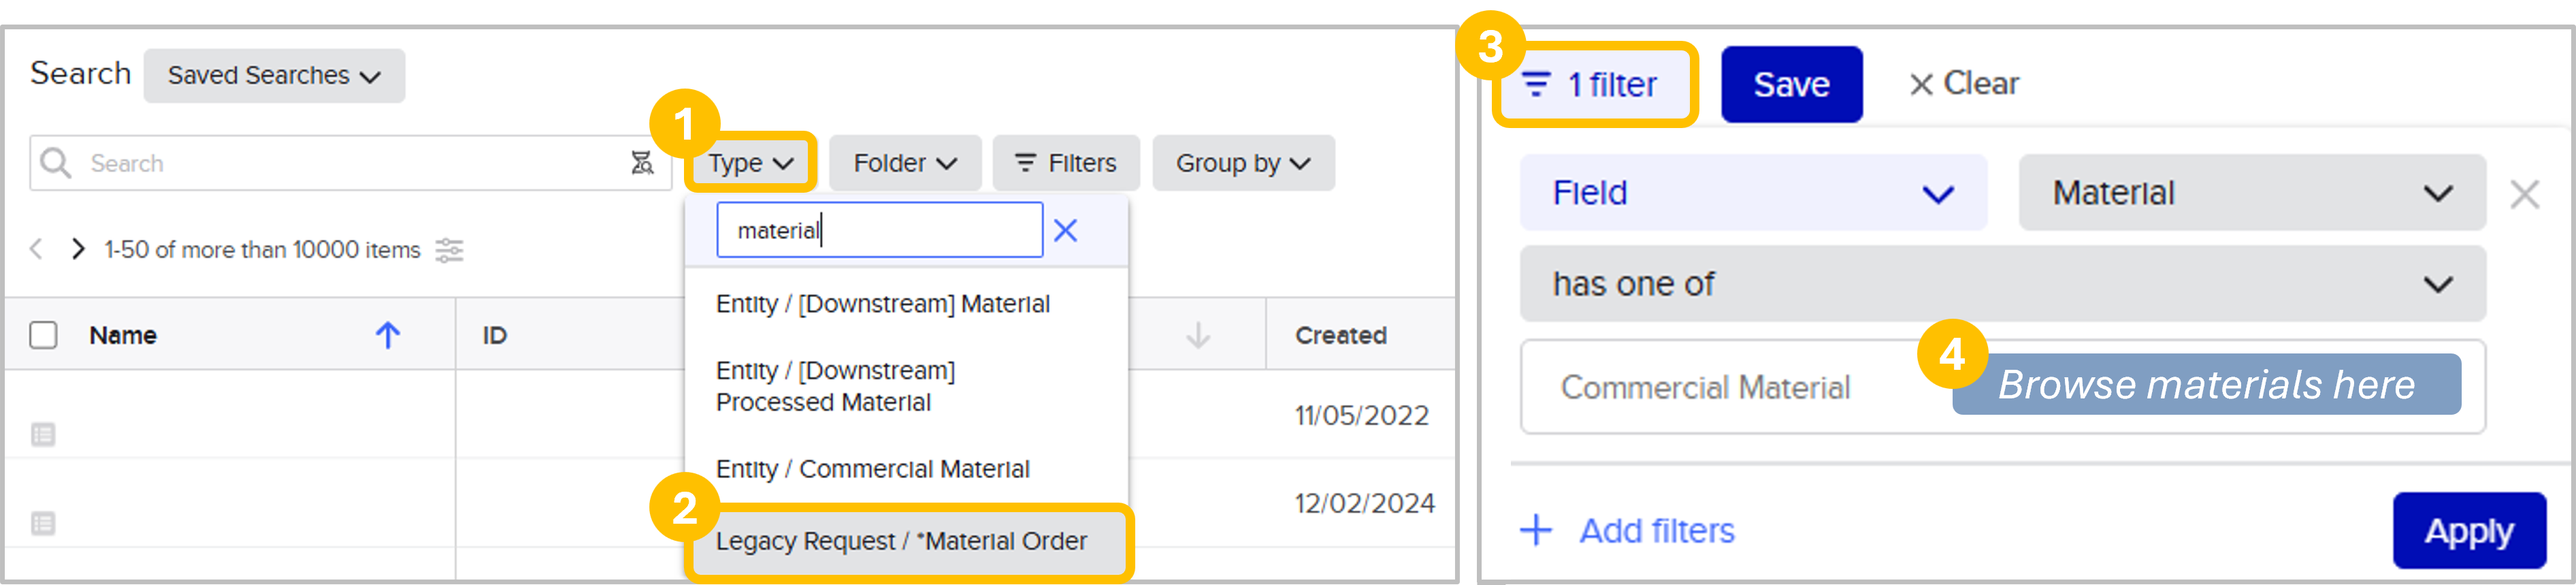 Search Saved Searches
1
Search
Type Folder Filters Group by
material
1-50 of more than 10000 items
Name ID Created
Entity / [Downstream] Material
Entity / [Downstream]
Processed Material
11/05/2022
Entity / Commercial Material
12/02/2024
2
Legacy Request / *Material Order
3
1 filter Save Clear
Field Material
has one of
4
Commercial Material Browse materials here
Add filters Apply